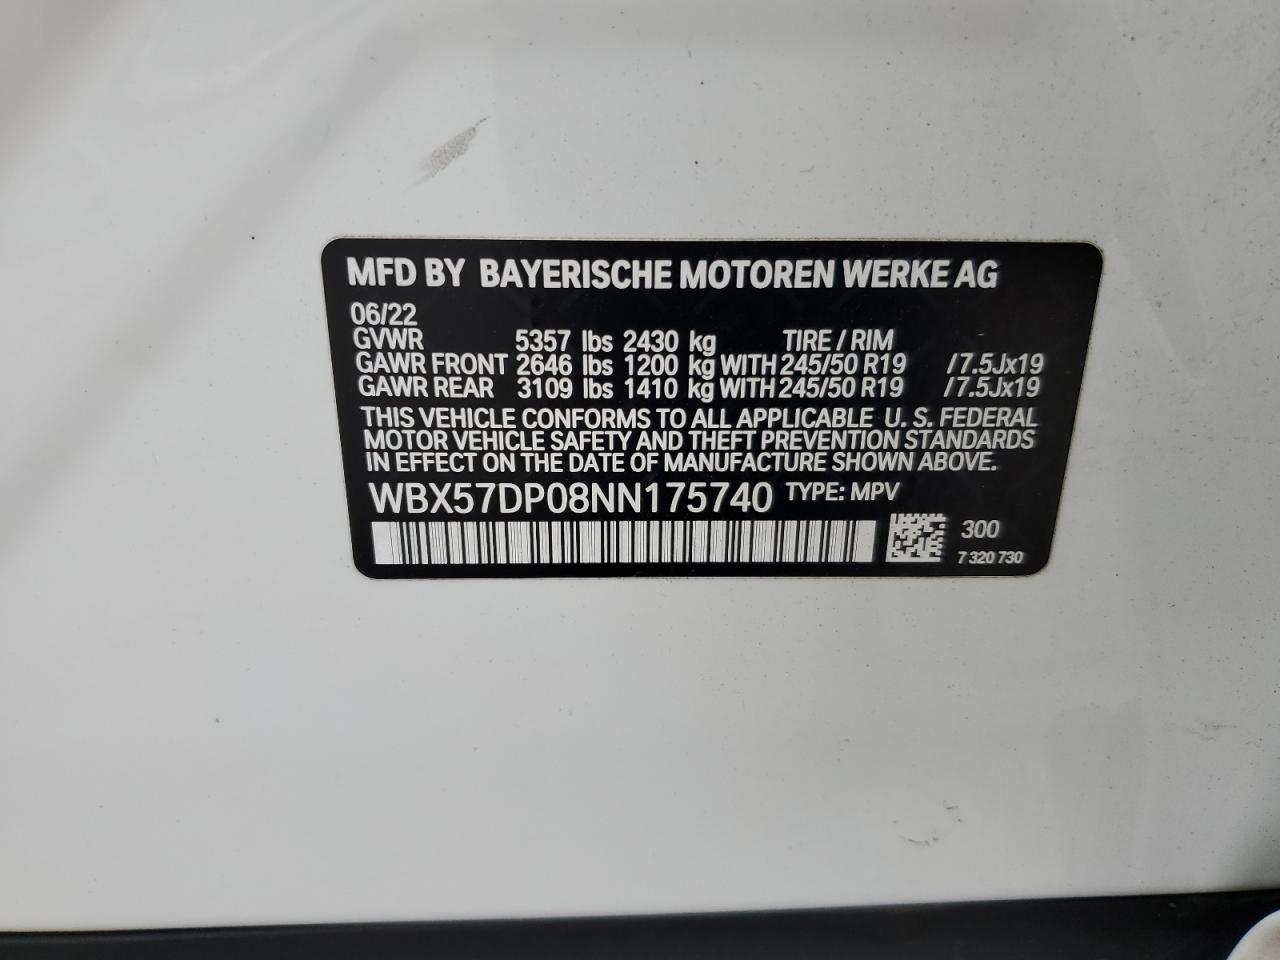 MFD BY BAYERISCHE MOTOREN WERKE AG
06/22
GVWR 5357 lbs 2430 kg TIRE / RIM
GAWR FRONT 2646 lbs 1200 kg WITH 245/50 R19 /7.5Jx19
GAWR REAR 3109 lbs 1410 kg WITH 245/50 R19 /7.5Jx19
THIS VEHICLE CONFORMS TO ALL APPLICABLE U. S. FEDERAL
MOTOR VEHICLE SAFETY AND THEFT PREVENTION STANDARDS
IN EFFECT ON THE DATE OF MANUFACTURE SHOWN ABOVE.
WBX57DP08NN175740 TYPE: MPV
300
7 320 730